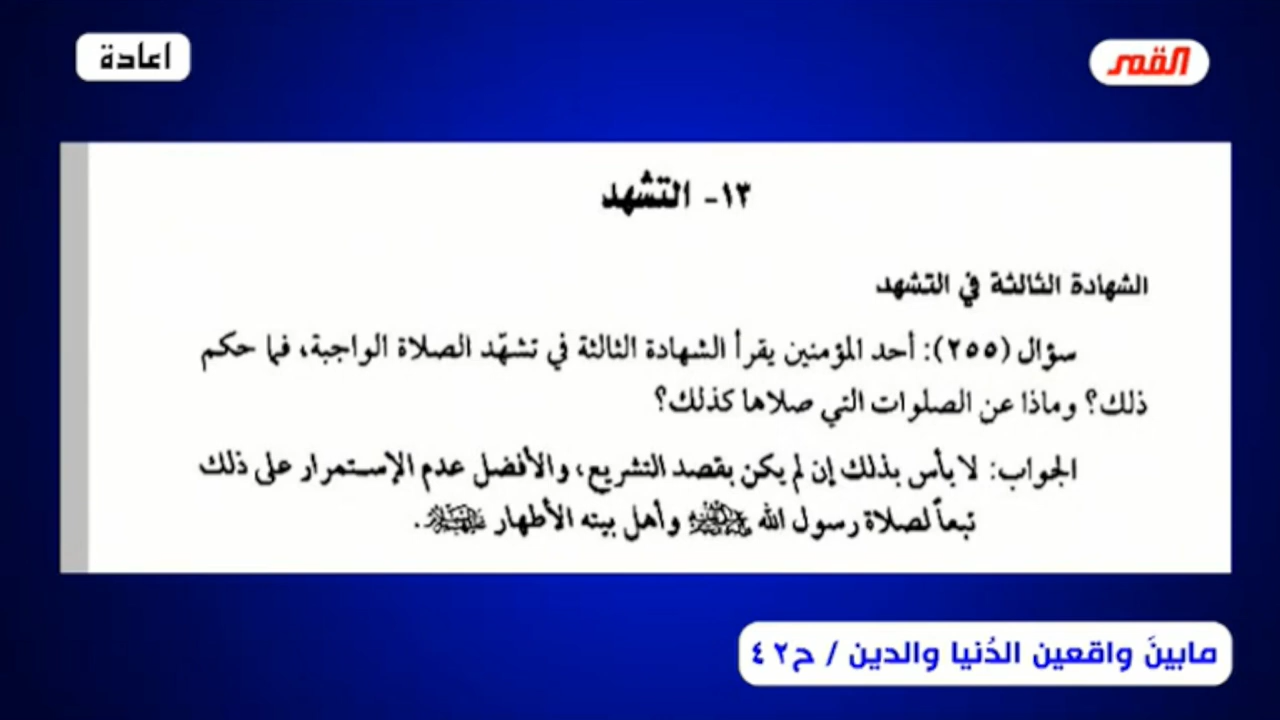 القمر
اعادة
١٣- التشهد
الشهادة الثالثة في التشهد
سؤال (٢٥٥): أحد المؤمنين يقرأ الشهادة الثالثة في تشهّد الصلاة الواجبة، فما حكم
ذلك؟ وماذا عن الصلوات التي صلاها كذلك؟
الجواب: لا بأس بذلك إن لم يكن بقصد التشريع، والأفضل عدم الإستمرار على ذلك
تبعاً لصلاة رسول الله وأهل بيته الأطهار .
مابينَ واقعين الدُنيا والدين / ح٤٢